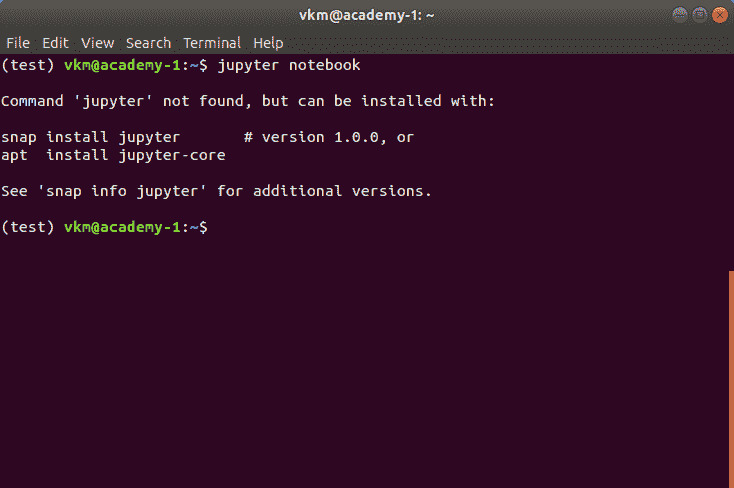 vkm@academy-1: ~
File Edit View Search Terminal Help
(test) vkm@academy-1:~$ jupyter notebook
Command 'jupyter' not found, but can be installed with:
snap install jupyter       # version 1.0.0, or
apt  install jupyter-core
See 'snap info jupyter' for additional versions.
(test) vkm@academy-1:~$